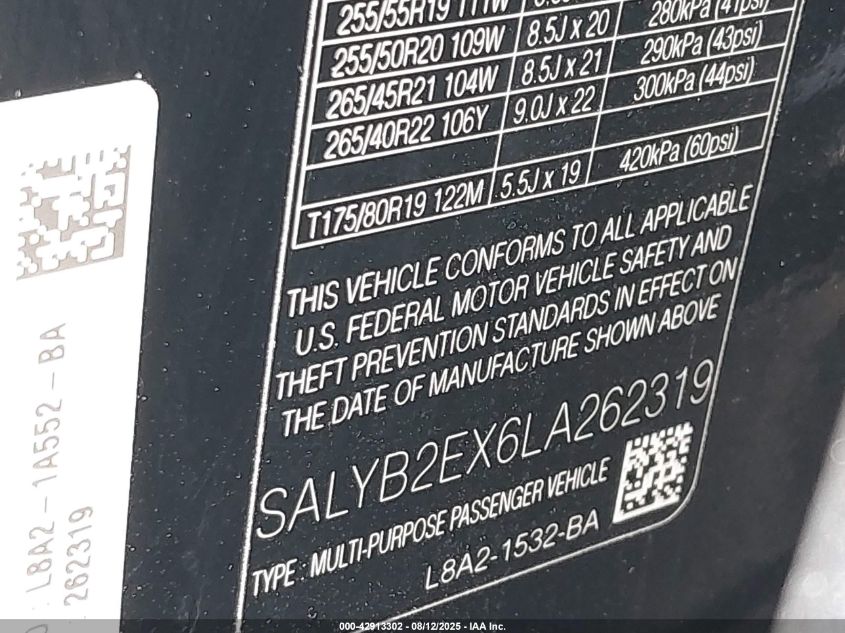 255/55R19 111W
255/50R20 109W 8.5J x 20 280kPa (41psi)
265/45R21 104W 8.5J x 21 290kPa (43psi)
265/40R22 106Y 9.0J x 22 300kPa (44psi)
T175/80R19 122M 5.5J x 19 420kPa (60psi)
THIS VEHICLE CONFORMS TO ALL APPLICABLE
U.S. FEDERAL MOTOR VEHICLE SAFETY AND
THEFT PREVENTION STANDARDS IN EFFECT ON
THE DATE OF MANUFACTURE SHOWN ABOVE
SALYB2EX6LA262319
TYPE : MULTI-PURPOSE PASSENGER VEHICLE
L8A2-1532-BA
: L8A2 - 1A552 - BA
262319
000-42913302 - 08/12/2025 - IAA Inc.